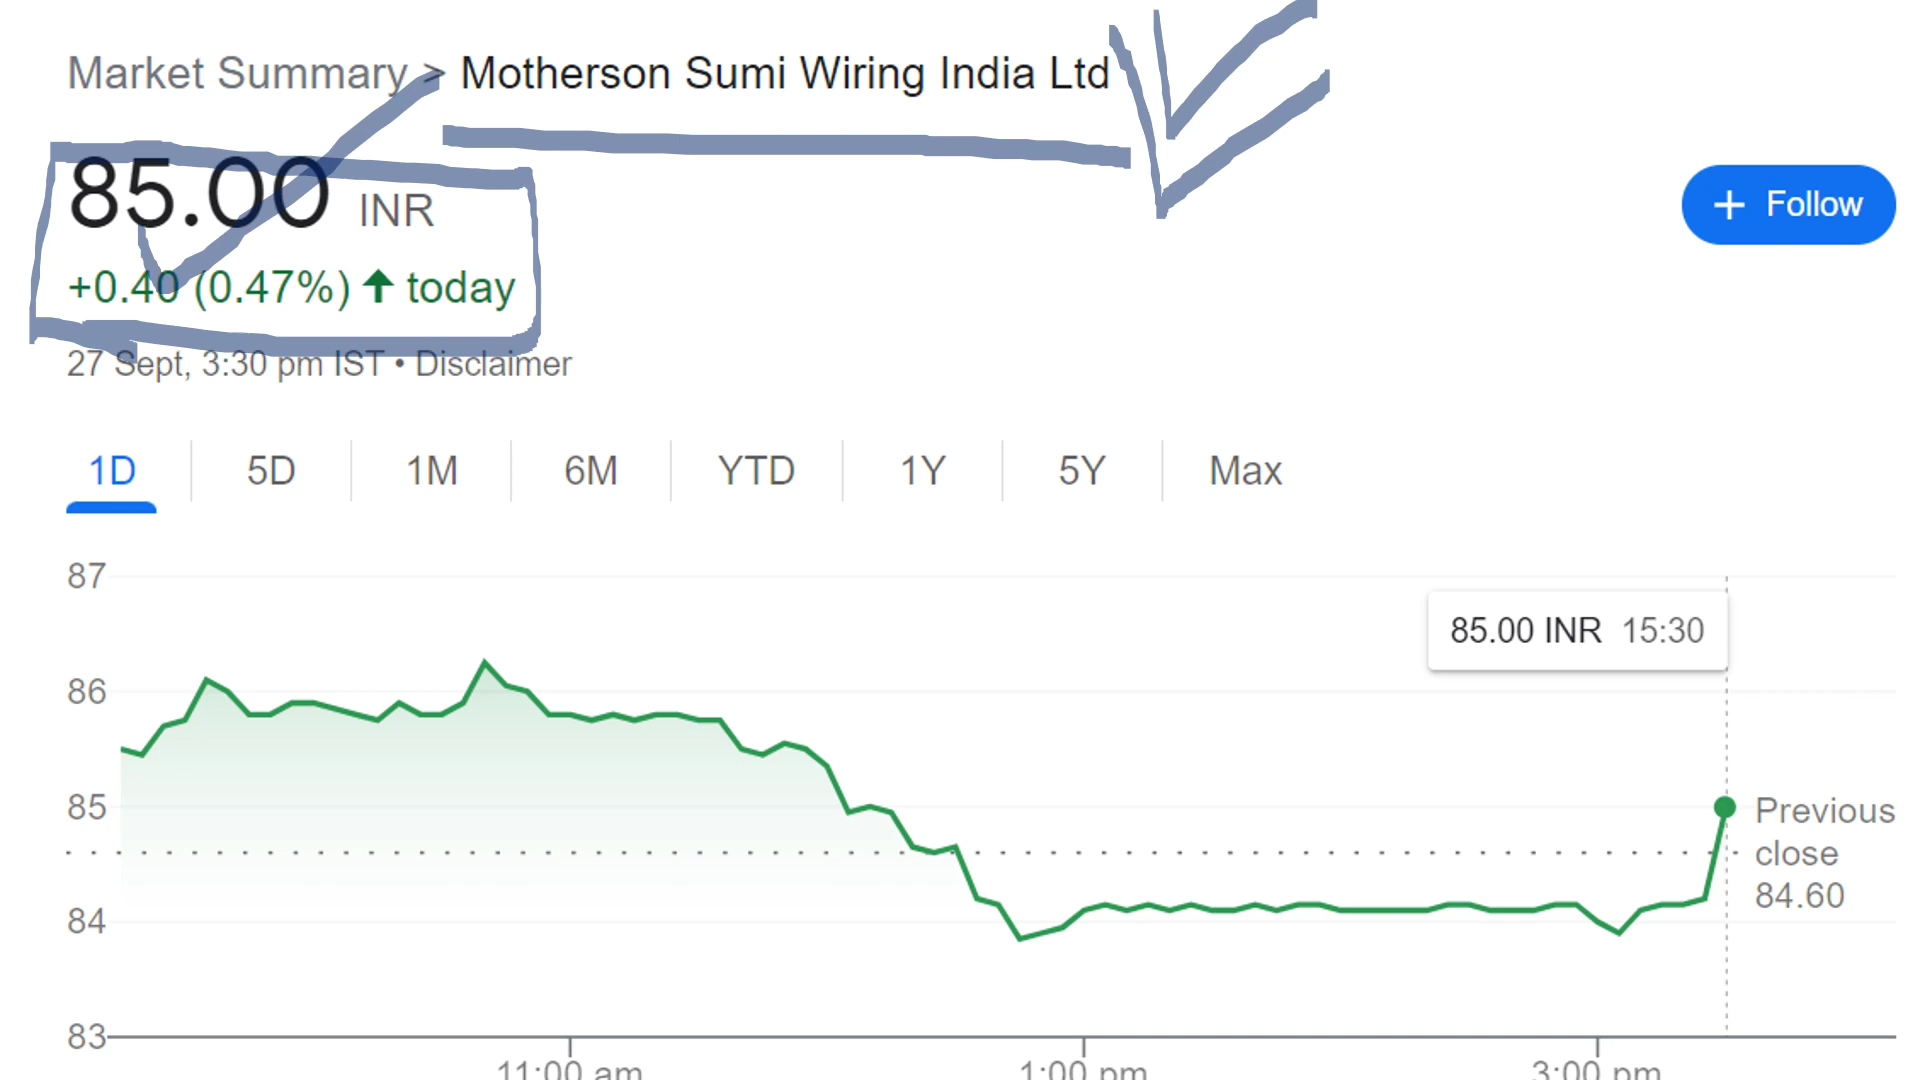 Market Summary > Motherson Sumi Wiring India Ltd
85.00 INR
+0.40 (0.47%) ↑ today
27 Sept, 3:30 pm IST • Disclaimer
+ Follow
1D 5D 1M 6M YTD 1Y 5Y Max
87
85.00 INR 15:30
86
85
Previous
close
84.60
84
83
11:00 am 1:00 pm 3:00 pm